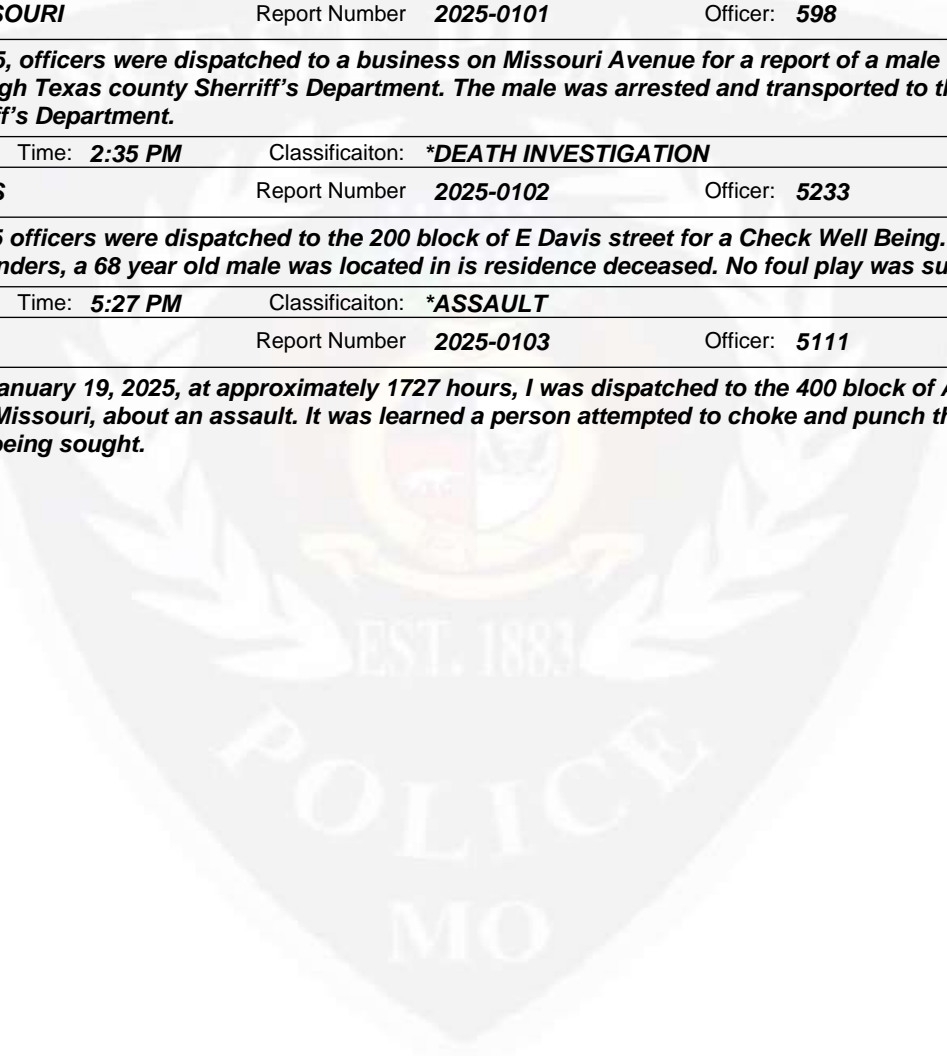 SOURI Report Number 2025-0101 Officer: 598
5, officers were dispatched to a business on Missouri Avenue for a report of a male
gh Texas county Sherriff's Department. The male was arrested and transported to th
ff's Department.
Time: 2:35 PM Classificaiton: *DEATH INVESTIGATION
S Report Number 2025-0102 Officer: 5233
5 officers were dispatched to the 200 block of E Davis street for a Check Well Being.
nders, a 68 year old male was located in is residence deceased. No foul play was su
Time: 5:27 PM Classificaiton: *ASSAULT
Report Number 2025-0103 Officer: 5111
anuary 19, 2025, at approximately 1727 hours, I was dispatched to the 400 block of A
Missouri, about an assault. It was learned a person attempted to choke and punch th
being sought.
WEST PLAINS
EST. 1883
POLICE
MO